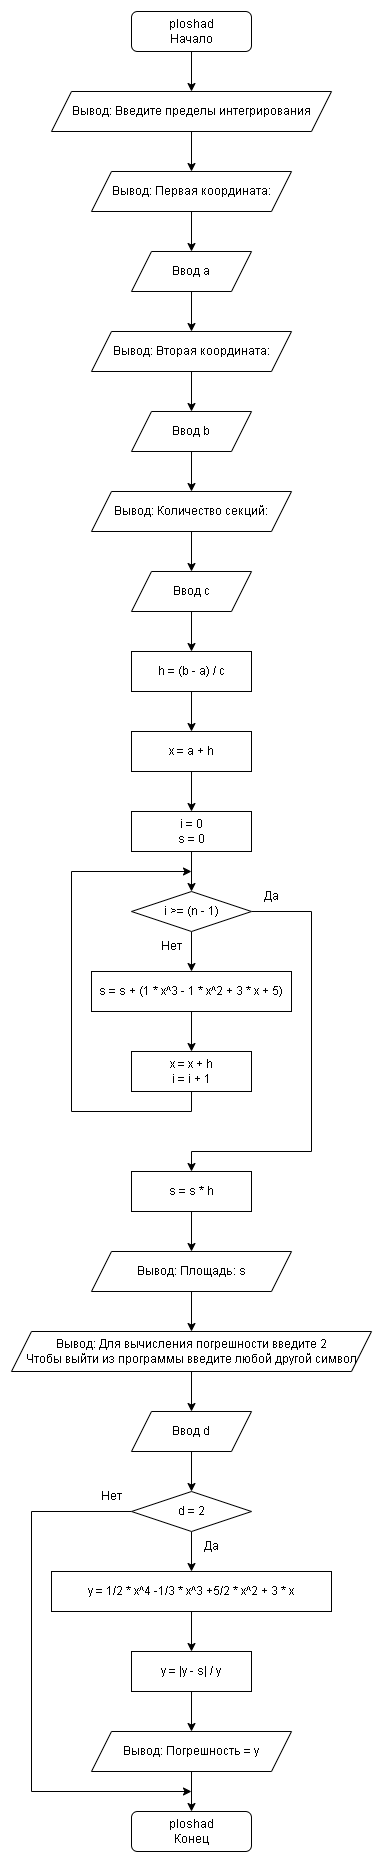 ploshad
Начало
Вывод: Введите пределы интегрирования
Вывод: Первая координата:
Ввод a
Вывод: Вторая координата:
Ввод b
Вывод: Количество секций:
Ввод c
h = (b - a) / c
x = a + h
i = 0
s = 0
i >= (n - 1)
Да
Нет
s = s + (1 * x^3 - 1 * x^2 + 3 * x + 5)
x = x + h
i = i + 1
s = s * h
Вывод: Площадь: s
Вывод: Для вычисления погрешности введите 2
Чтобы выйти из программы введите любой другой символ
Ввод d
Нет
d = 2
Да
y = 1/2 * x^4 -1/3 * x^3 +5/2 * x^2 + 3 * x
y = |y - s| / y
Вывод: Погрешность = y
ploshad
Конец